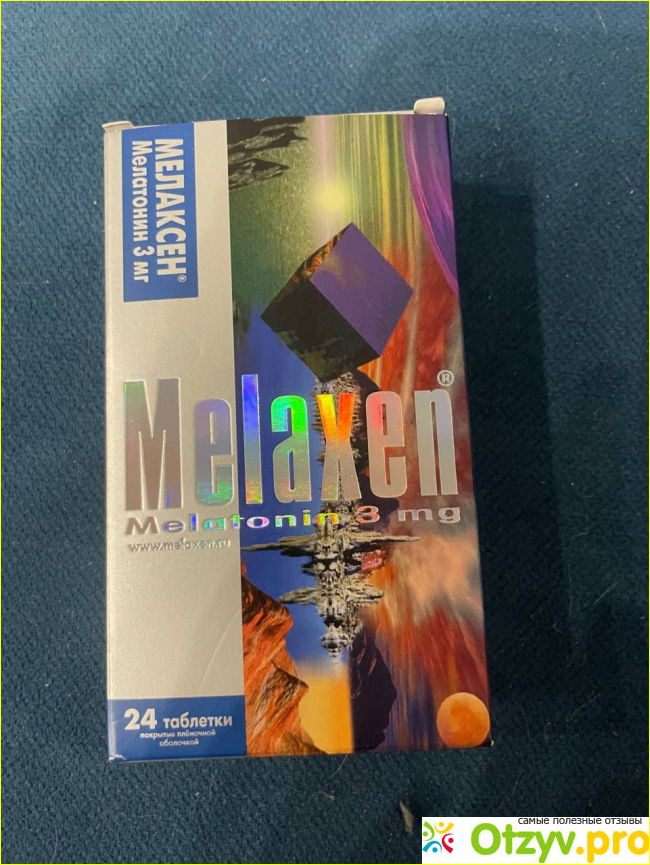 МЕЛАКСЕН®
Мелатонин 3 мг
Melaxen®
Melatonin 3 mg
www.melaxen.ru
24 таблетки
покрытые плёночной
оболочкой
самые полезные отзывы
Otzyv.pro